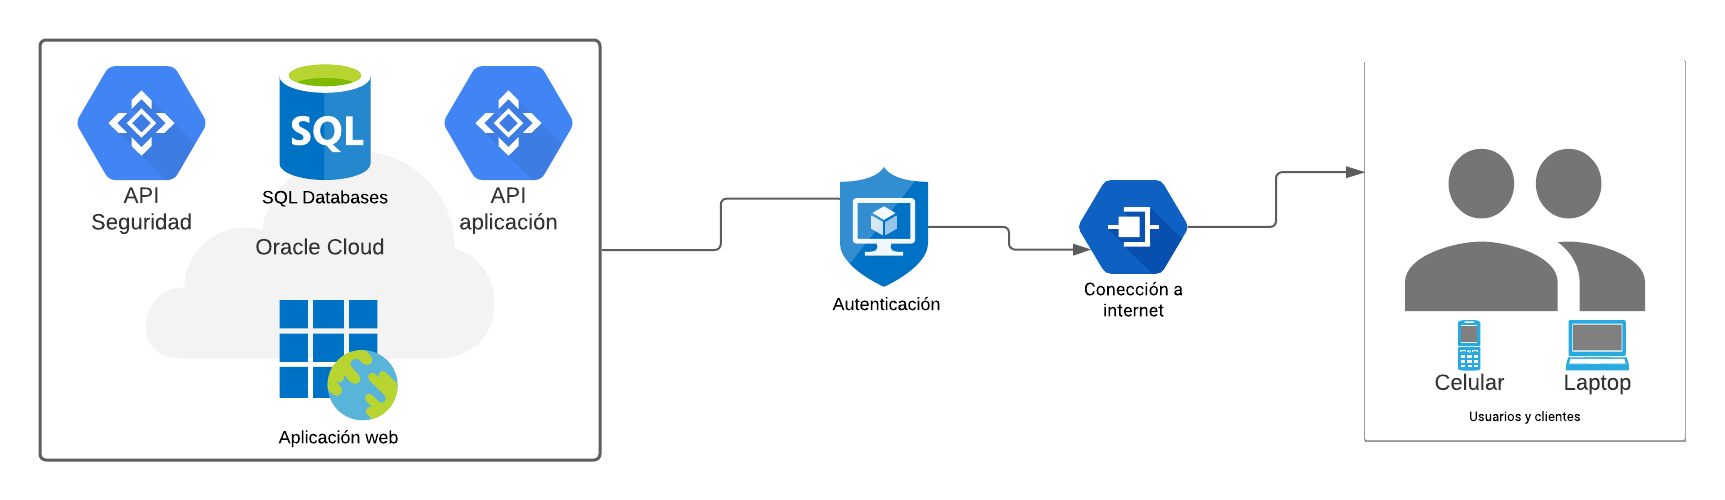 API
Seguridad
SQL
SQL Databases
API
aplicación
Oracle Cloud
Aplicación web
Autenticación
Conección a
internet
Celular
Laptop
Usuarios y clientes